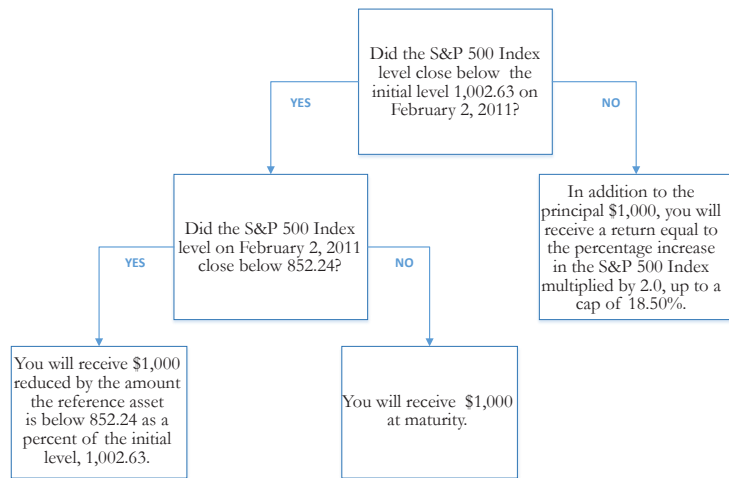 Did the S&P 500 Index
level close below the
initial level 1,002.63 on
February 2, 2011?
YES
NO
Did the S&P 500 Index
level on February 2, 2011
close below 852.24?
In addition to the
principal $1,000, you will
receive a return equal to
the percentage increase
in the S&P 500 Index
multiplied by 2.0, up to a
cap of 18.50%.
YES
NO
You will receive $1,000
reduced by the amount
the reference asset
is below 852.24 as a
percent of the initial
level, 1,002.63.
You will receive $1,000
at maturity.